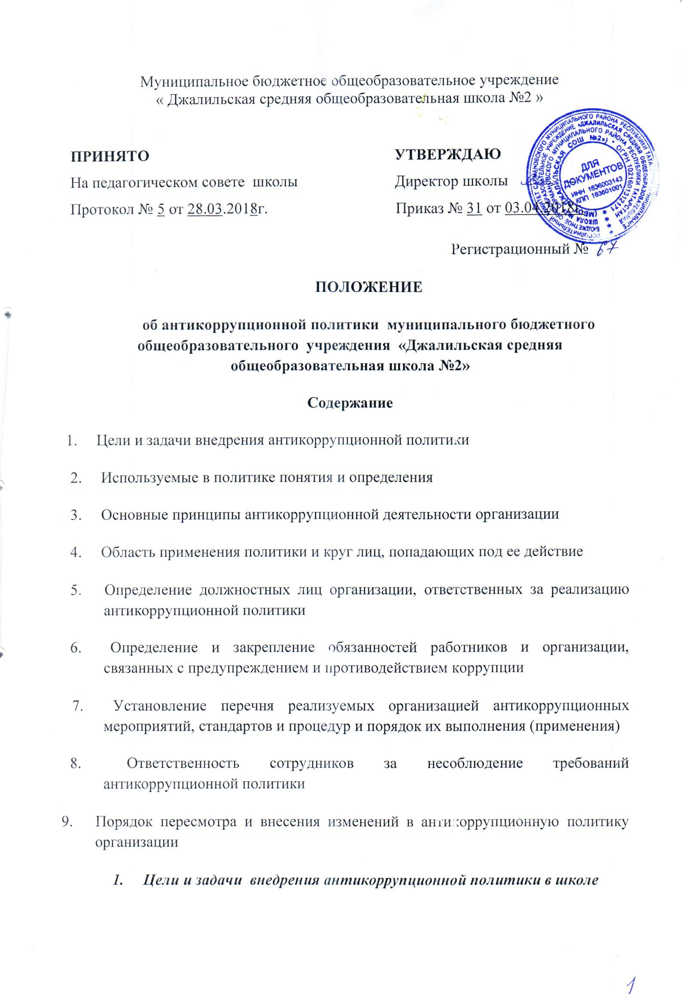 Муниципальное бюджетное общеобразовательное учреждение
« Джалильская средняя общеобразовательная школа №2 »
ПРИНЯТО
На педагогическом совете школы
Протокол № 5 от 28.03.2018г.
УТВЕРЖДАЮ
Директор школы
Приказ № 31 от 03.04.2018г.
ДЛЯ
ДОКУМЕНТОВ
ИНН 1636003143
КПП 163601001
Регистрационный № 67
ПОЛОЖЕНИЕ
об антикоррупционной политики муниципального бюджетного
общеобразовательного учреждения «Джалильская средняя
общеобразовательная школа №2»
Содержание
1. Цели и задачи внедрения антикоррупционной политики
2. Используемые в политике понятия и определения
3. Основные принципы антикоррупционной деятельности организации
4. Область применения политики и круг лиц, попадающих под ее действие
5. Определение должностных лиц организации, ответственных за реализацию
антикоррупционной политики
6. Определение и закрепление обязанностей работников и организации,
связанных с предупреждением и противодействием коррупции
7. Установление перечня реализуемых организацией антикоррупционных
мероприятий, стандартов и процедур и порядок их выполнения (применения)
8. Ответственность сотрудников за несоблюдение требований
антикоррупционной политики
9. Порядок пересмотра и внесения изменений в антикоррупционную политику
организации
1. Цели и задачи внедрения антикоррупционной политики в школе
1